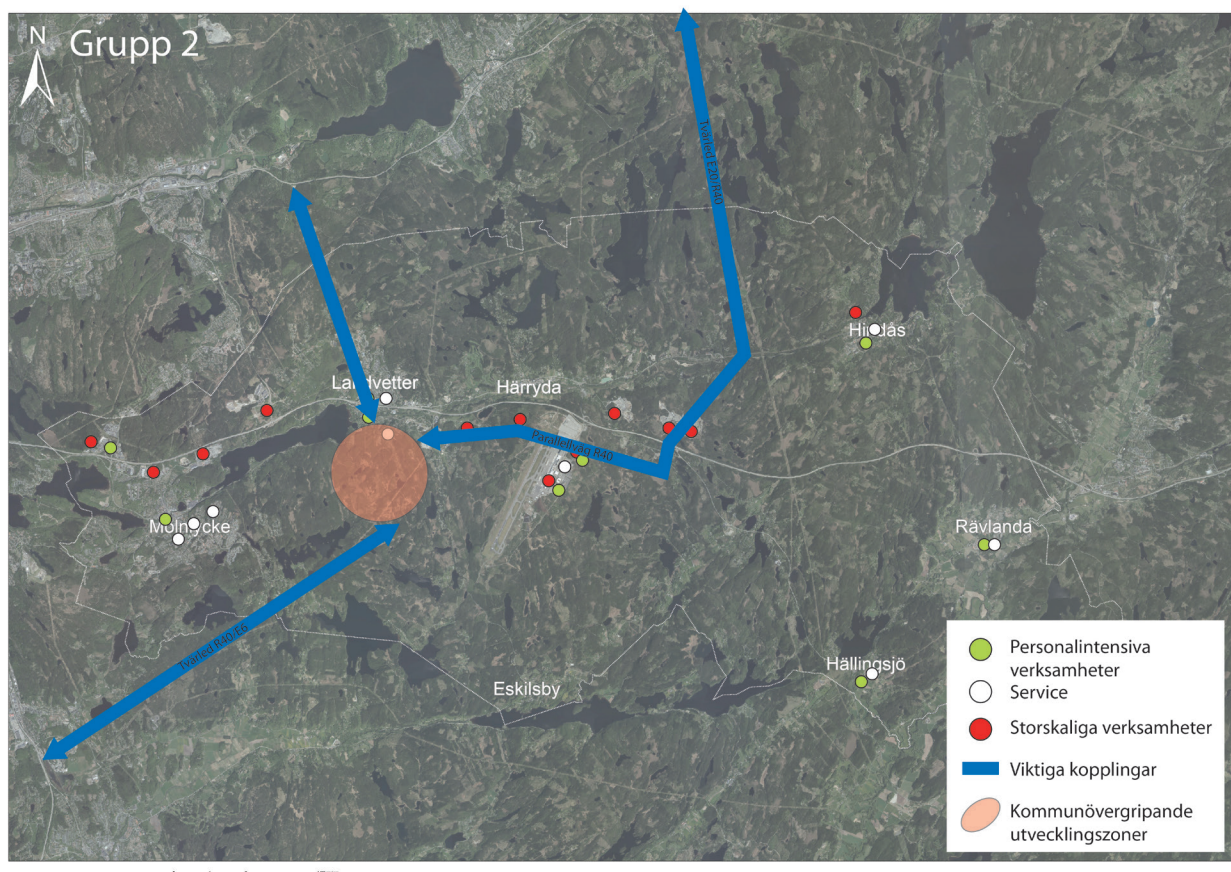 N
Grupp 2
Tvärled E20-R40
Hindås
Landvetter
Härryda
Parallellväg R40
Mölnlycke
Rävlanda
Tvärled R40-E6
Hällingsjö
Eskilsby
Personalintensiva
verksamheter
Service
Storskaliga verksamheter
Viktiga kopplingar
Kommunövergripande
utvecklingszoner